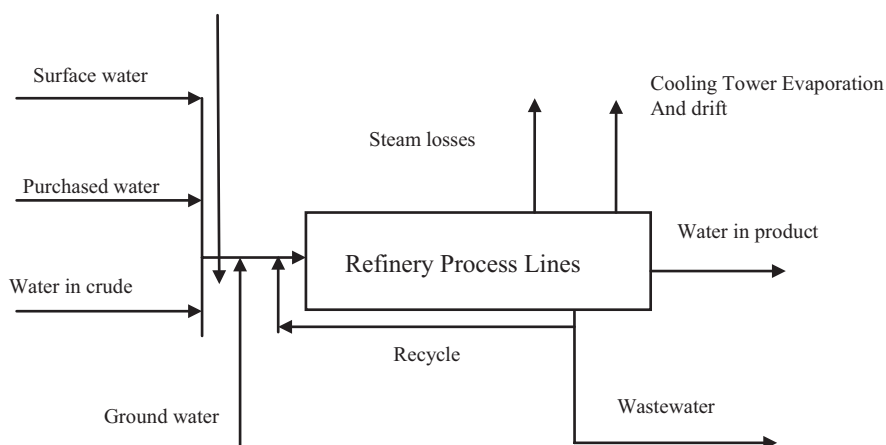 Surface water
Cooling Tower Evaporation
And drift
Steam losses
Purchased water
Water in product
Refinery Process Lines
Water in crude
Recycle
Ground water
Wastewater